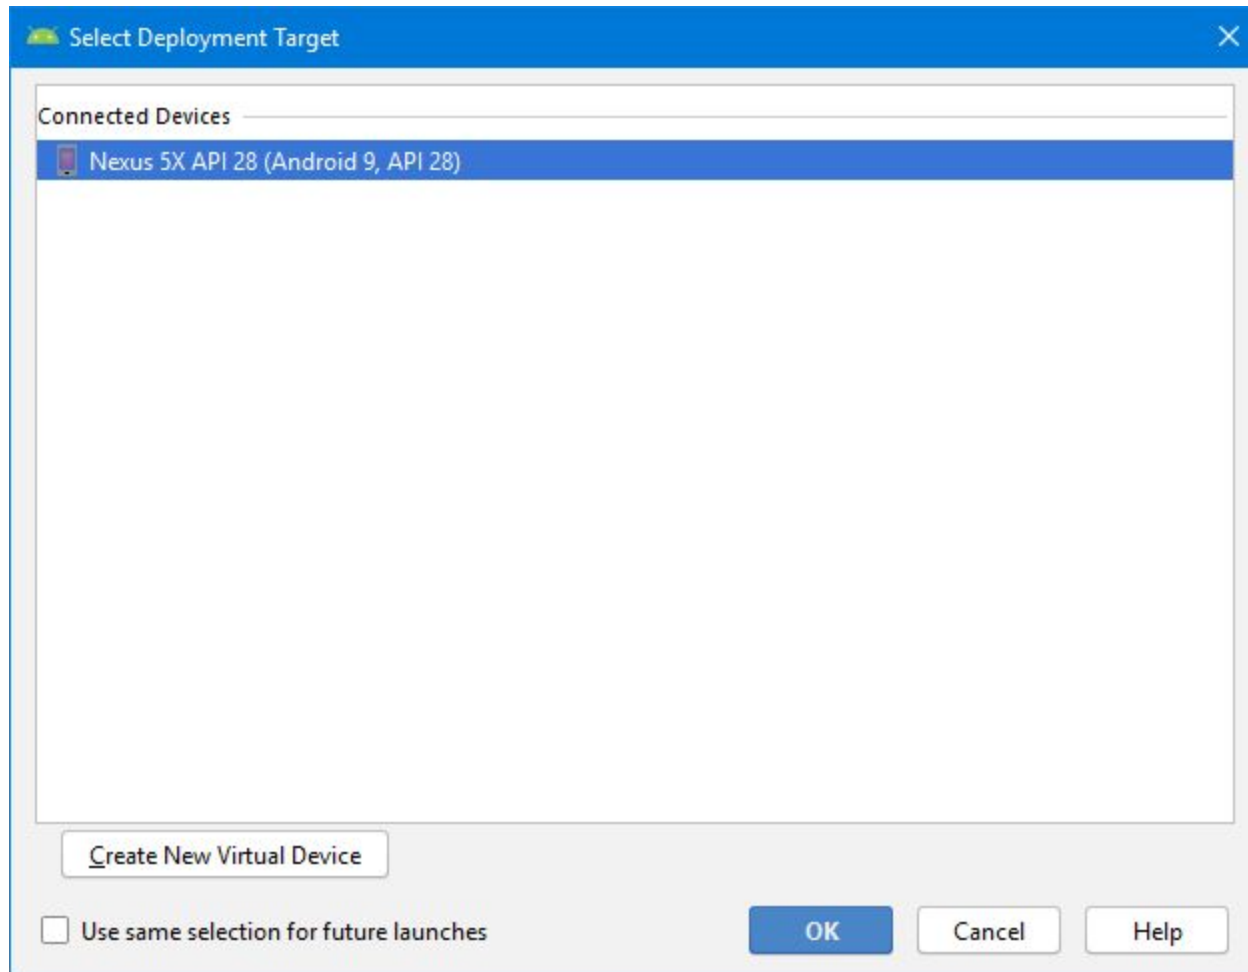 Select Deployment Target
Connected Devices
Nexus 5X API 28 (Android 9, API 28)
Create New Virtual Device
Use same selection for future launches
OK
Cancel
Help